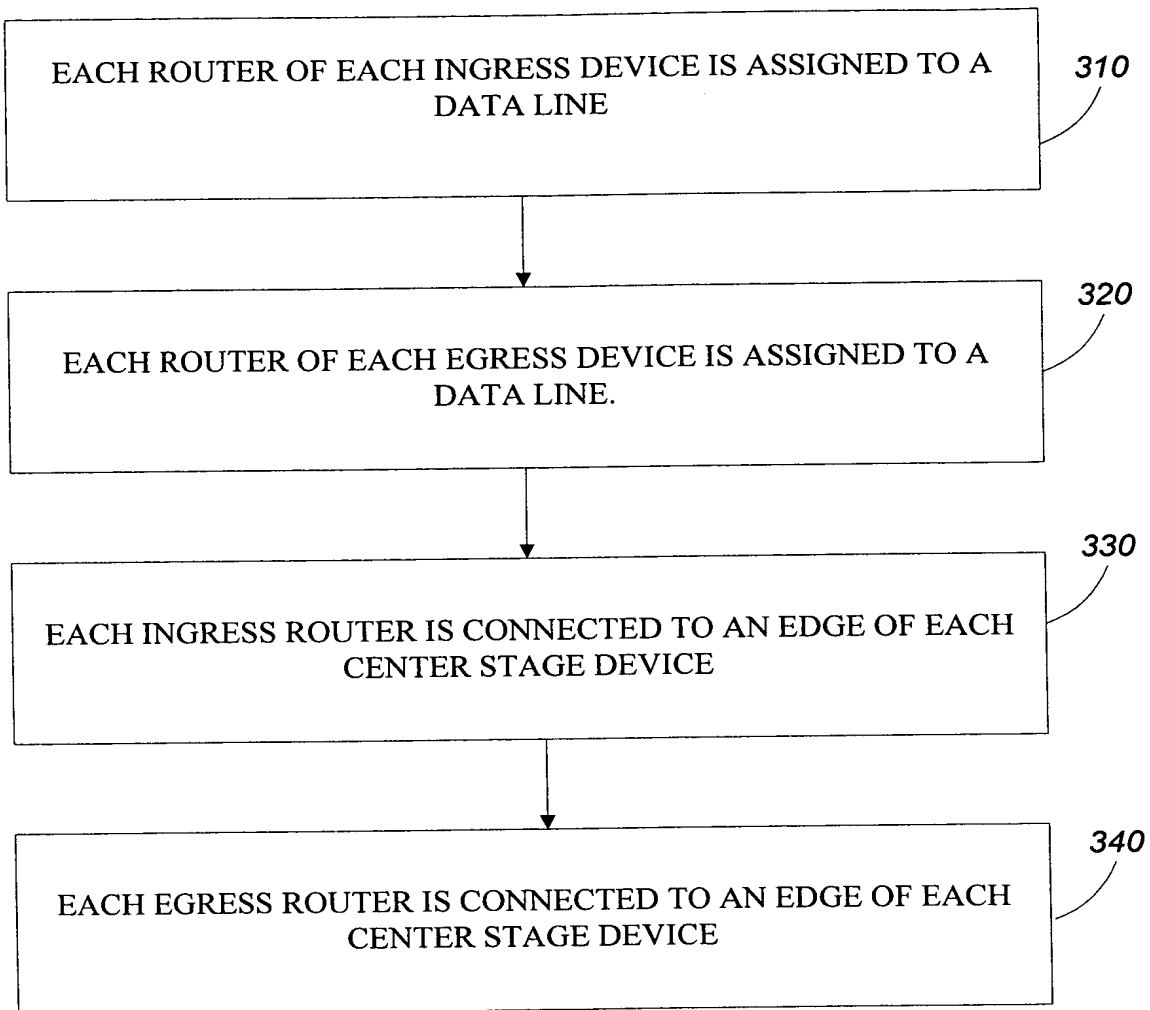 EACH ROUTER OF EACH INGRESS DEVICE IS ASSIGNED TO A
DATA LINE
310
EACH ROUTER OF EACH EGRESS DEVICE IS ASSIGNED TO A
DATA LINE.
320
EACH INGRESS ROUTER IS CONNECTED TO AN EDGE OF EACH
CENTER STAGE DEVICE
330
EACH EGRESS ROUTER IS CONNECTED TO AN EDGE OF EACH
CENTER STAGE DEVICE
340